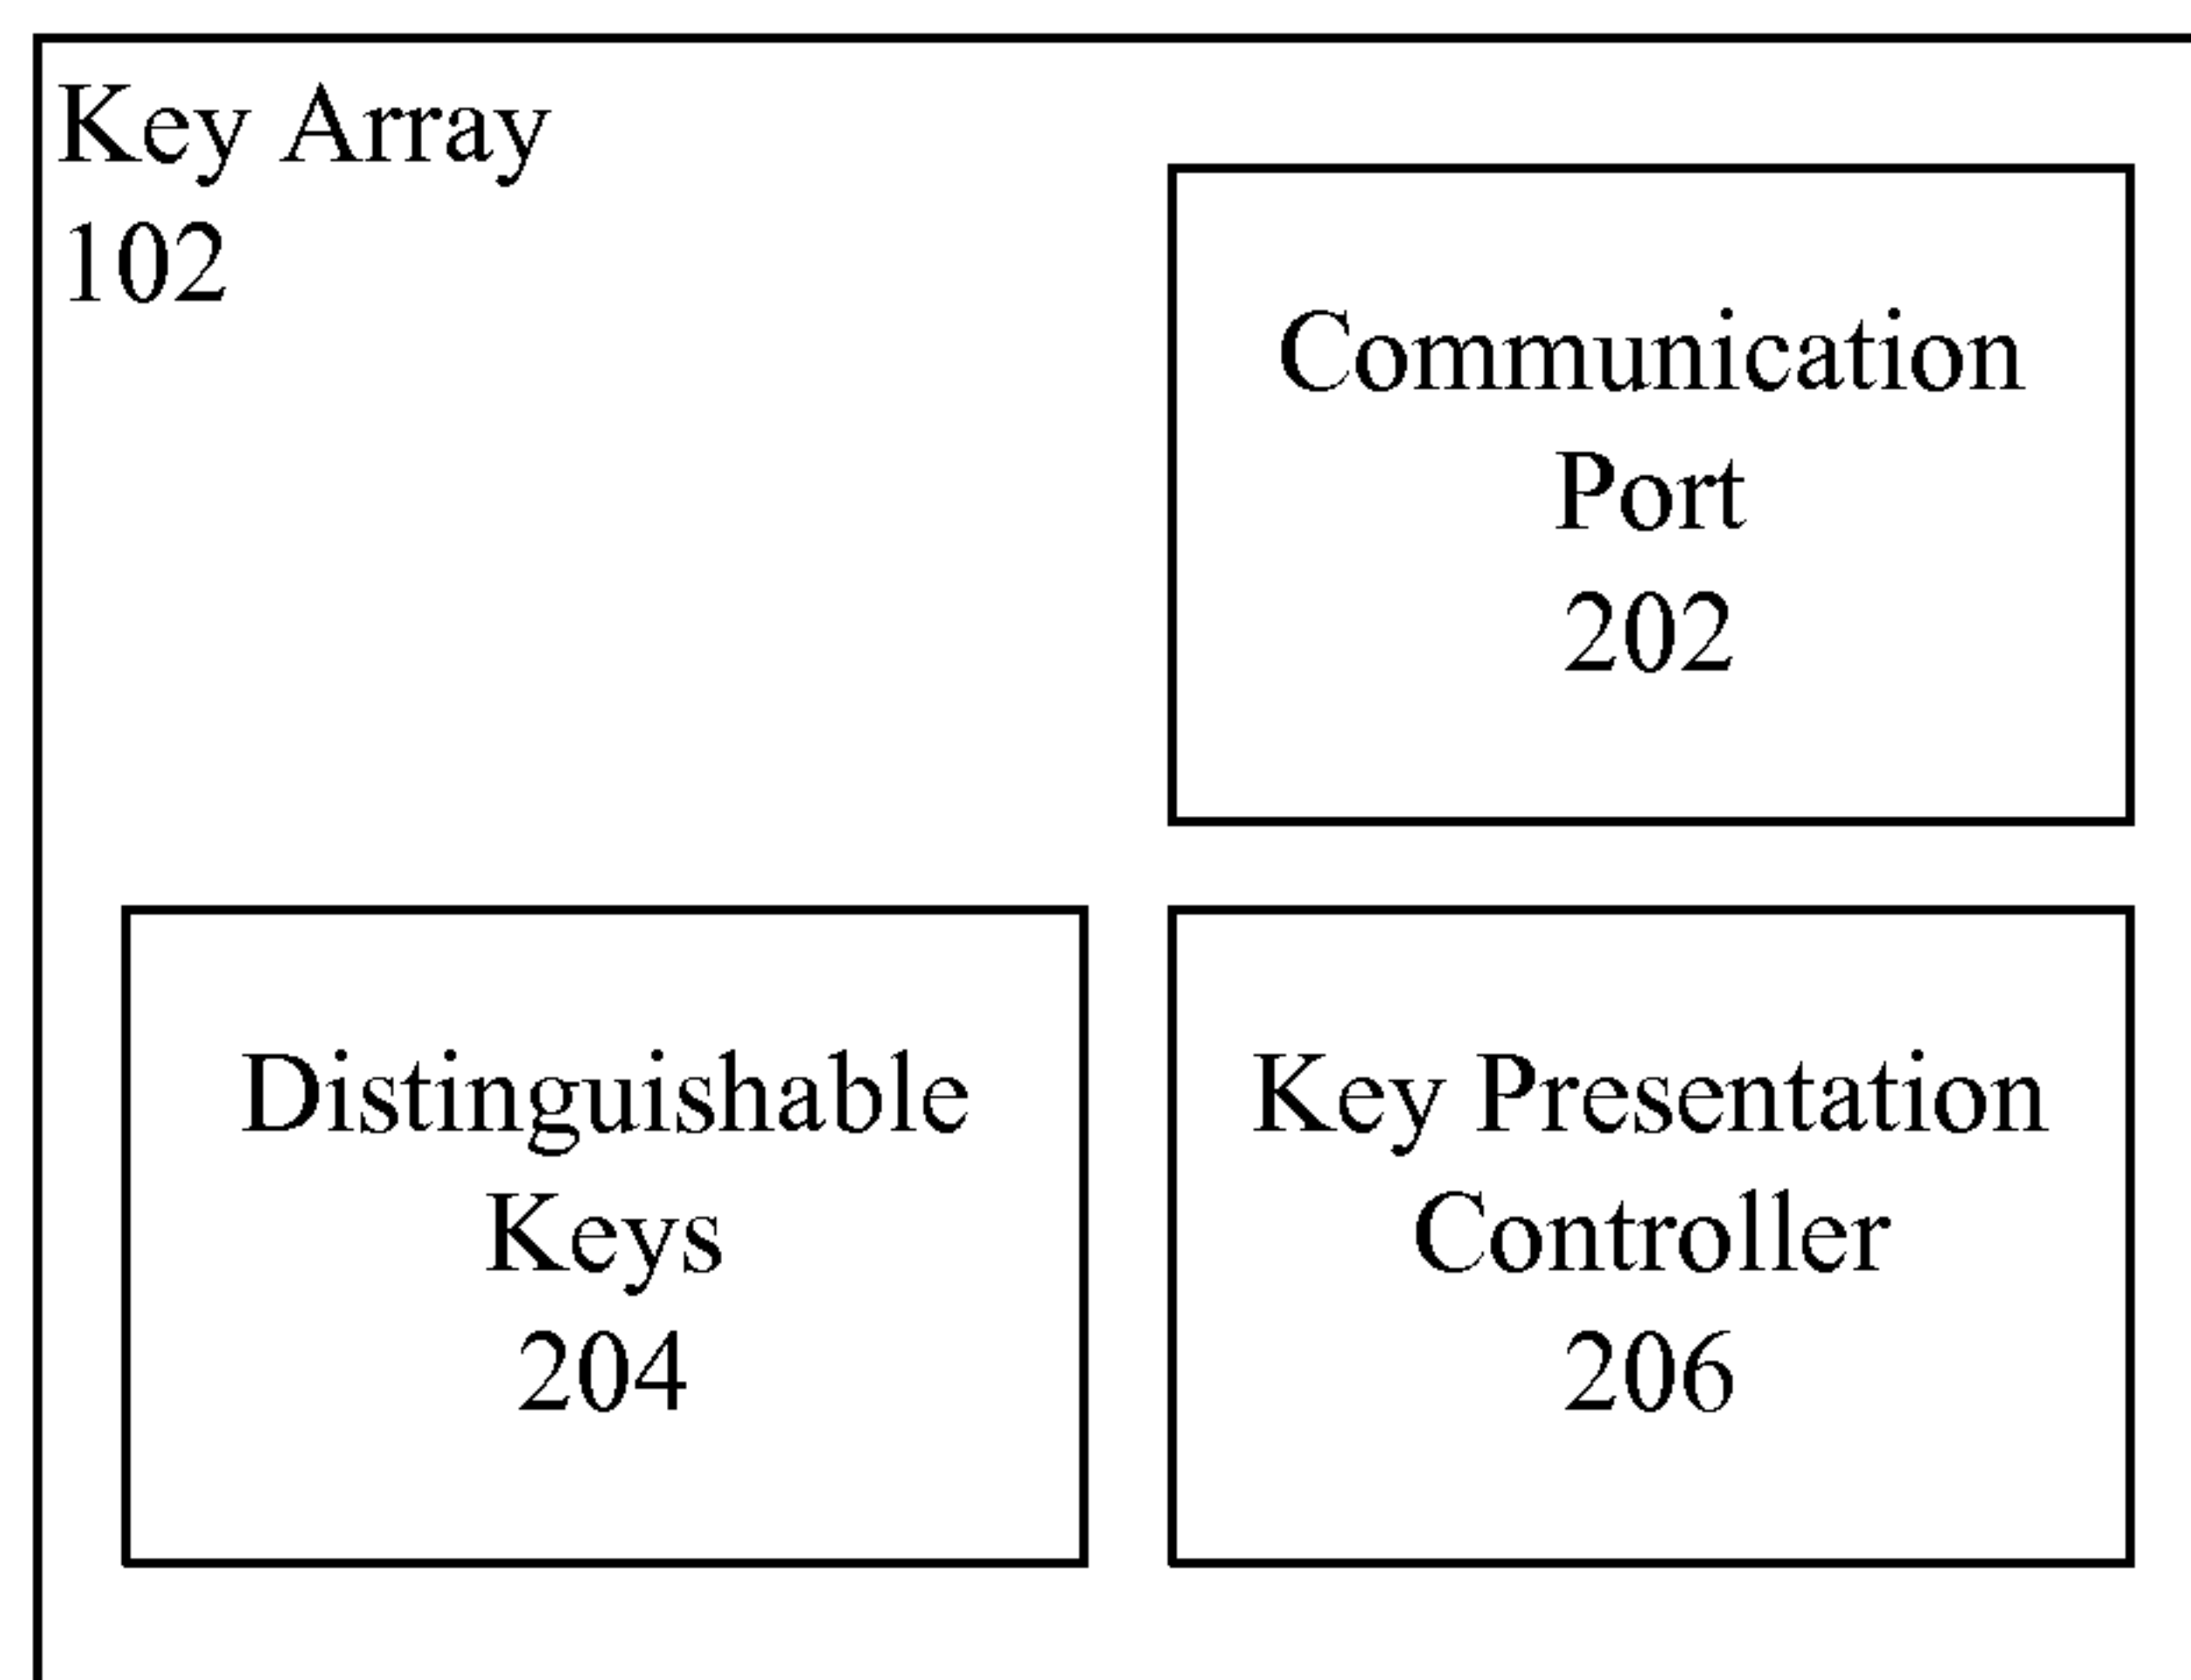 Key Array
102
Communication
Port
202
Distinguishable
Keys
204
Key Presentation
Controller
206